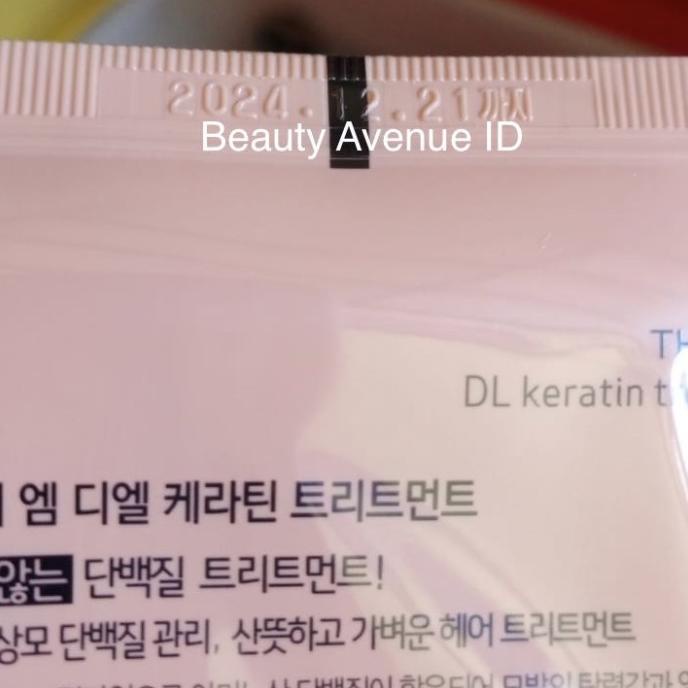 2024.12.21까지
Beauty Avenue ID
DL keratin
엠 디엘 케라틴 트리트먼트
않는 단백질 트리트먼트!
상모 단백질 관리, 산뜻하고 가벼운 헤어 트리트먼트